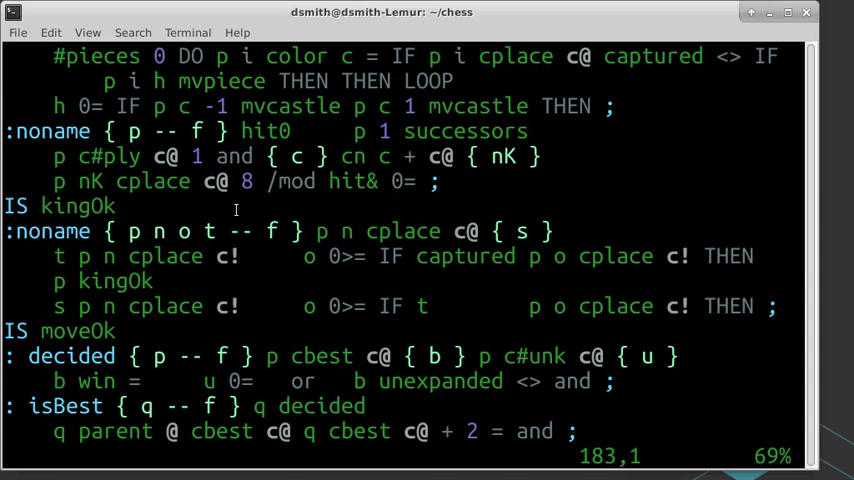 dsmith@dsmith-Lemur: ~/chess
File Edit View Search Terminal Help
#pieces 0 DO p i color c = IF p i cplace c@ captured <> IF
p i h mvpiece THEN THEN LOOP
h 0= IF p c -1 mvcastle p c 1 mvcastle THEN ;
:noname { p -- f } hit0 p 1 successors
p c#ply c@ 1 and { c } cn c + c@ { nK }
p nK cplace c@ 8 /mod hit& 0= ;
IS kingOk
:noname { p n o t -- f } p n cplace c@ { s }
t p n cplace c! o 0>= IF captured p o cplace c! THEN
p kingOk
s p n cplace c! o 0>= IF t p o cplace c! THEN ;
IS moveOk
: decided { p -- f } p cbest c@ { b } p c#unk c@ { u }
b win = u 0= or b unexpanded <> and ;
: isBest { q -- f } q decided
q parent @ cbest c@ q cbest c@ + 2 = and ;
183,1 69%